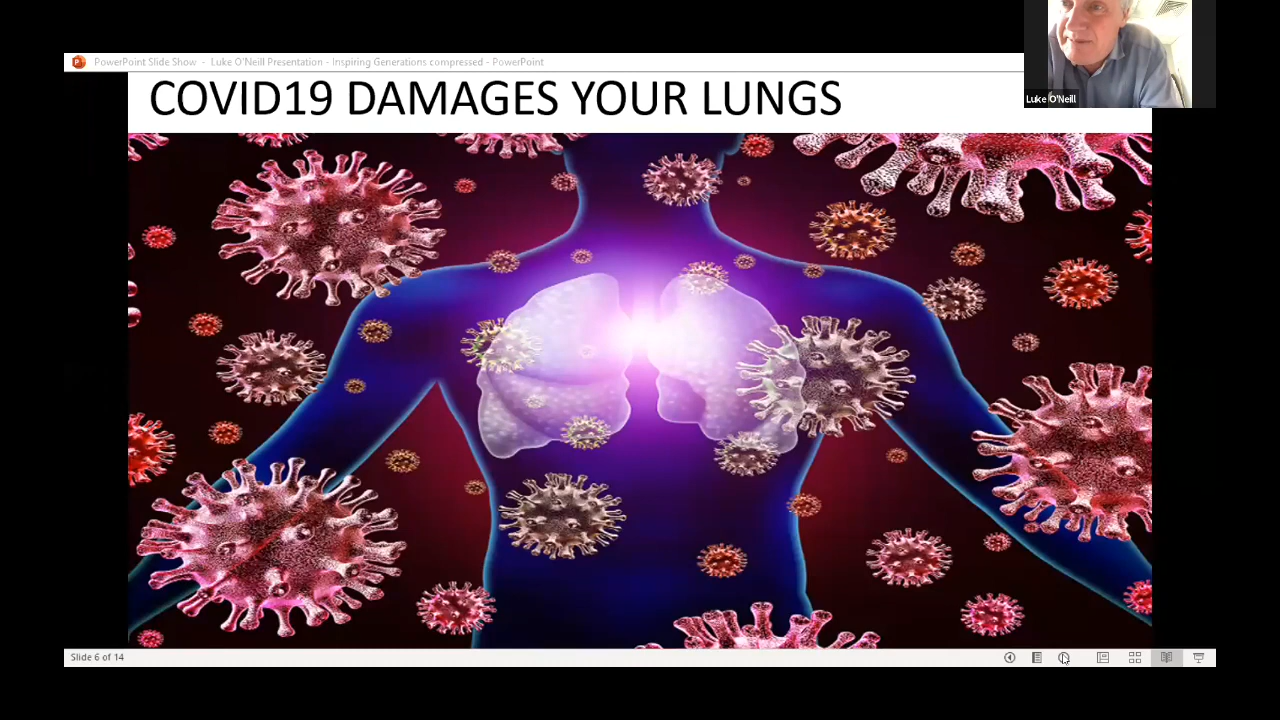 PowerPoint Slide Show - Luke O'Neill Presentation - Inspiring Generations compressed - PowerPoint
COVID19 DAMAGES YOUR LUNGS
Luke O'Neill
Slide 6 of 14